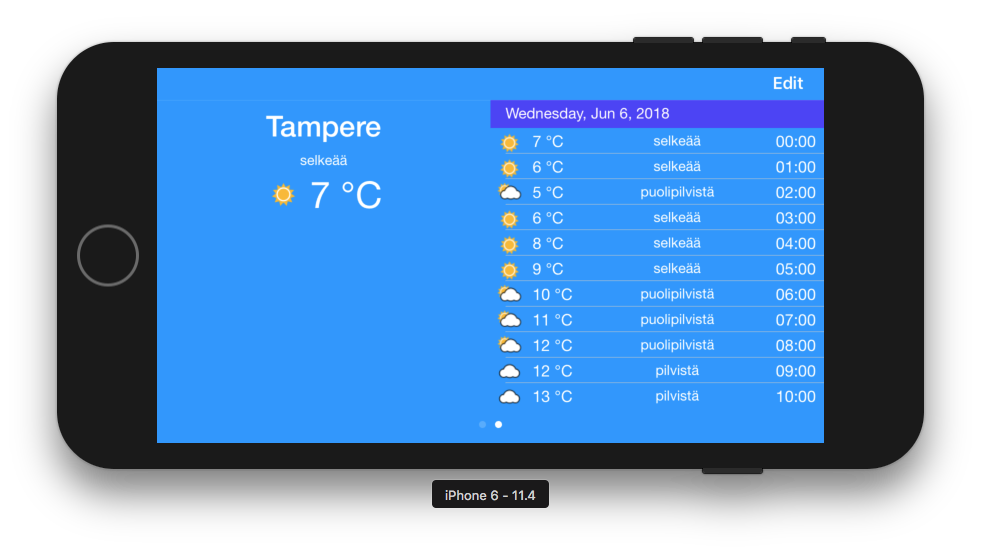 Edit
Tampere
selkeää
7 °C
Wednesday, Jun 6, 2018
7 °C selkeää 00:00
6 °C selkeää 01:00
5 °C puolipilvistä 02:00
6 °C selkeää 03:00
8 °C selkeää 04:00
9 °C selkeää 05:00
10 °C puolipilvistä 06:00
11 °C puolipilvistä 07:00
12 °C puolipilvistä 08:00
12 °C pilvistä 09:00
13 °C pilvistä 10:00
iPhone 6 - 11.4